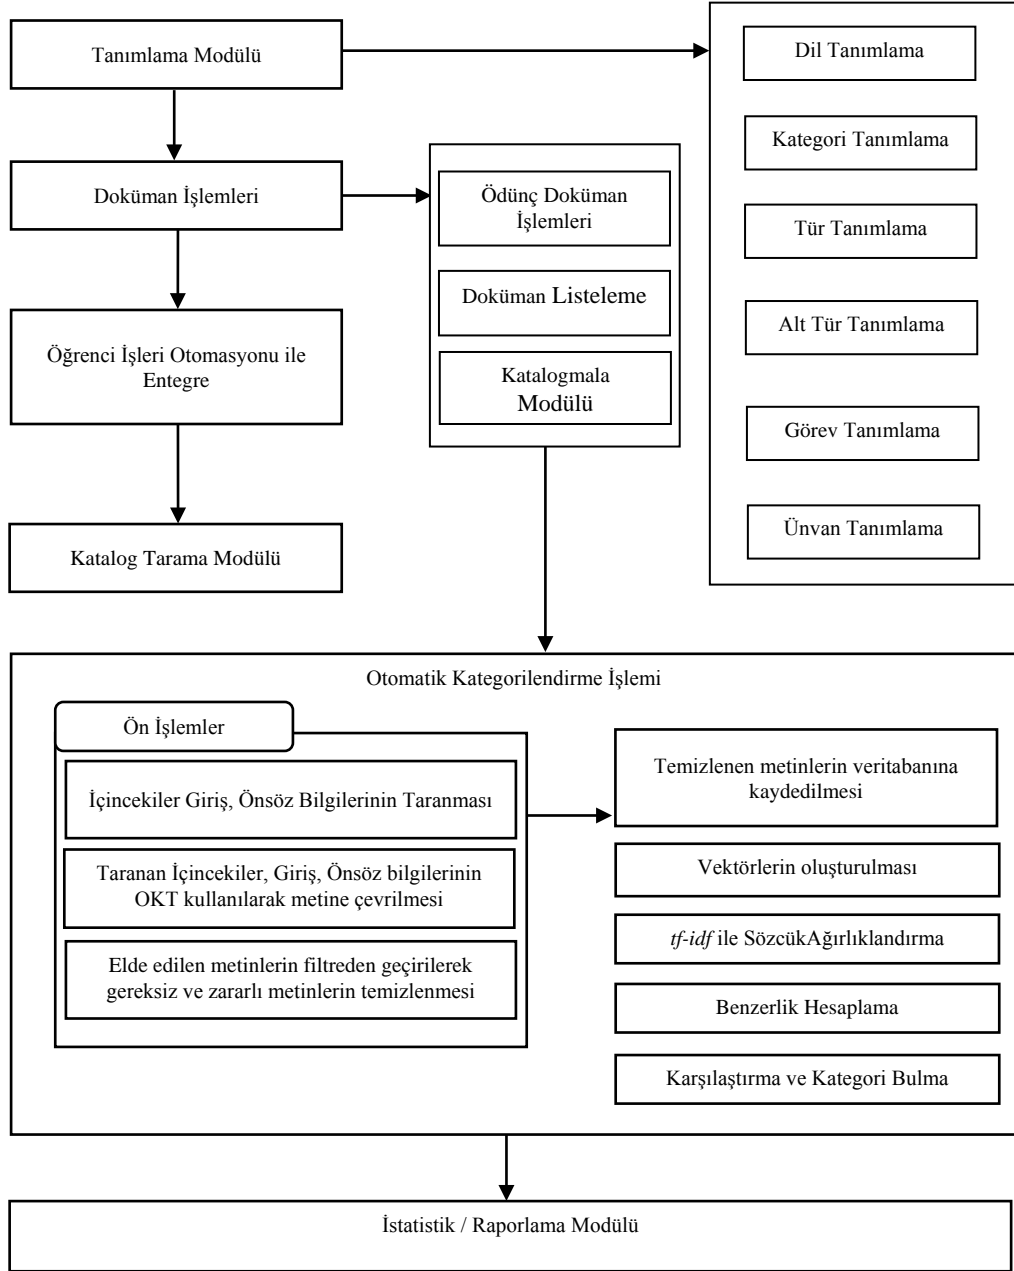 Tanımlama Modülü
Doküman İşlemleri
Öğrenci İşleri Otomasyonu ile
Entegre
Katalog Tarama Modülü
Ödünç Doküman
İşlemleri
Doküman Listeleme
Katalogmala
Modülü
Dil Tanımlama
Kategori Tanımlama
Tür Tanımlama
Alt Tür Tanımlama
Görev Tanımlama
Ünvan Tanımlama
Otomatik Kategorilendirme İşlemi
Ön İşlemler
İçincekiler Giriş, Önsöz Bilgilerinin Taranması
Taranan İçincekiler, Giriş, Önsöz bilgilerinin
OKT kullanılarak metine çevrilmesi
Elde edilen metinlerin filtreden geçirilerek
gereksiz ve zararlı metinlerin temizlenmesi
Temizlenen metinlerin veritabanına
kaydedilmesi
Vektörlerin oluşturulması
tf-idf ile SözcükAğırlıklandırma
Benzerlik Hesaplama
Karşılaştırma ve Kategori Bulma
İstatistik / Raporlama Modülü